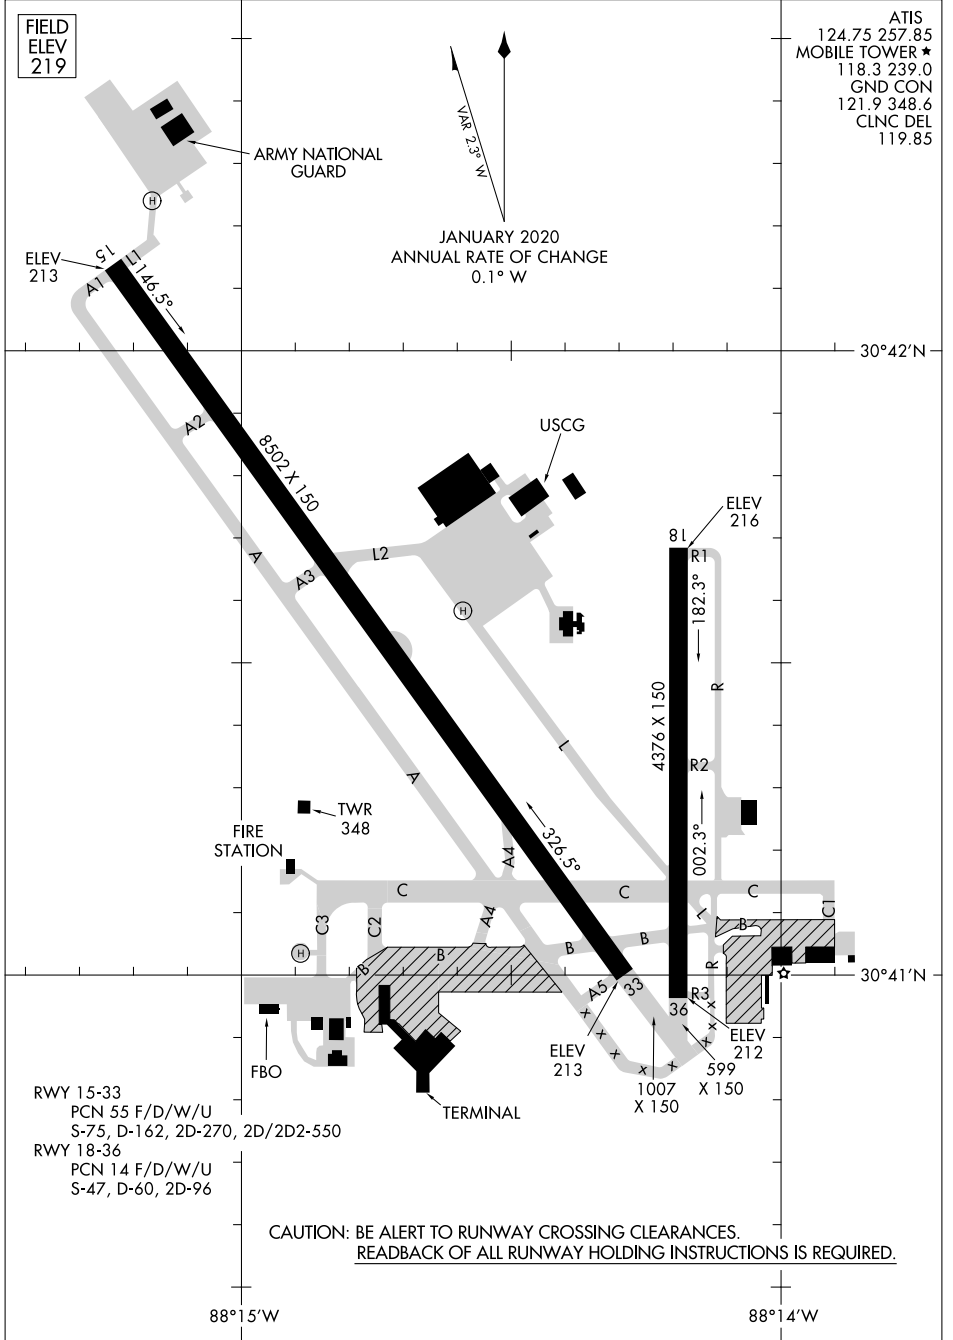 FIELD
ELEV
219
ATIS
124.75 257.85
MOBILE TOWER ★
118.3 239.0
GND CON
121.9 348.6
CLNC DEL
119.85
VAR 2.3° W
JANUARY 2020
ANNUAL RATE OF CHANGE
0.1° W
ARMY NATIONAL
GUARD
H
ELEV
213
15
L1
A1
146.5°
30°42'N
A2
8502 X 150
USCG
ELEV
216
18
R1
182.3°
A
L2
A3
H
R
4376 X 150
L
A
R2
002.3°
TWR
348
FIRE
STATION
326.5°
A4
C
C
C
C1
C3
C2
A4
L
B
B
B
B
B
H
R
30°41'N
A5
33
36
R3
x
x
x
x
x
x
x
x
ELEV
213
ELEV
212
599
X 150
1007
X 150
FBO
TERMINAL
RWY 15-33
PCN 55 F/D/W/U
S-75, D-162, 2D-270, 2D/2D2-550
RWY 18-36
PCN 14 F/D/W/U
S-47, D-60, 2D-96
CAUTION: BE ALERT TO RUNWAY CROSSING CLEARANCES.
READBACK OF ALL RUNWAY HOLDING INSTRUCTIONS IS REQUIRED.
88°15'W
88°14'W